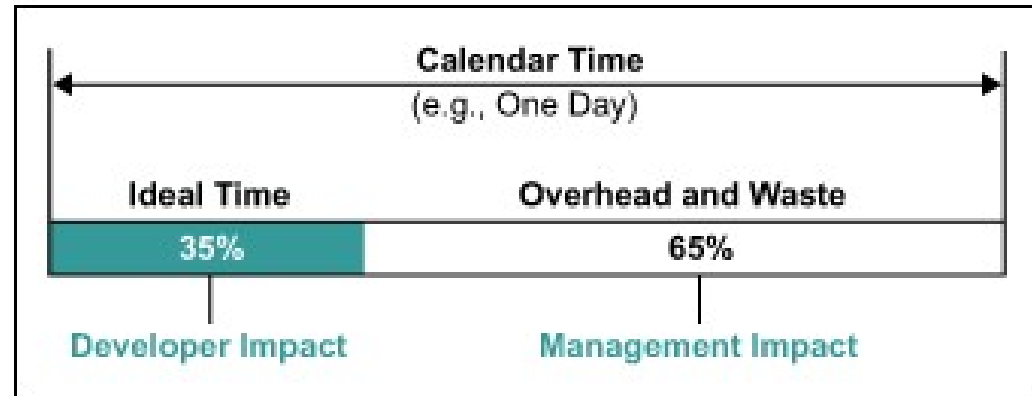 Calendar Time
(e.g., One Day)
Ideal Time Overhead and Waste
35% 65%
Developer Impact Management Impact